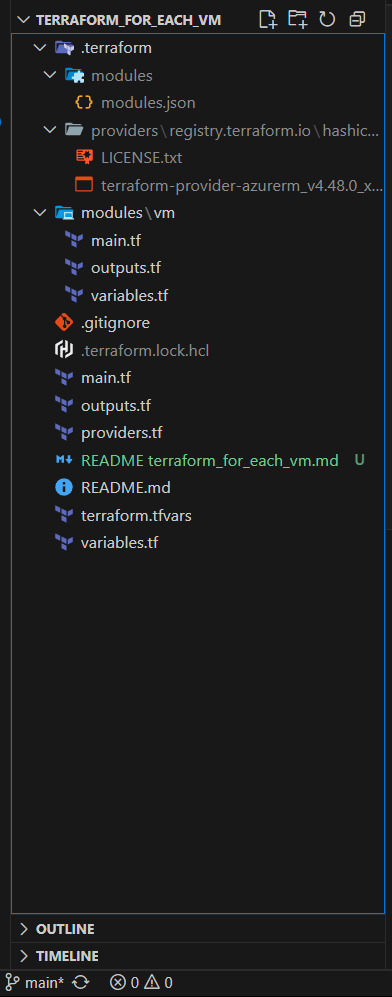 TERRAFORM_FOR_EACH_VM
.terraform
modules
modules.json
providers\registry.terraform.io\hashic...
LICENSE.txt
terraform-provider-azurerm_v4.48.0_x...
modules\vm
main.tf
outputs.tf
variables.tf
.gitignore
.terraform.lock.hcl
main.tf
outputs.tf
providers.tf
README terraform_for_each_vm.md U
README.md
terraform.tfvars
variables.tf
OUTLINE
TIMELINE
main* 0 0